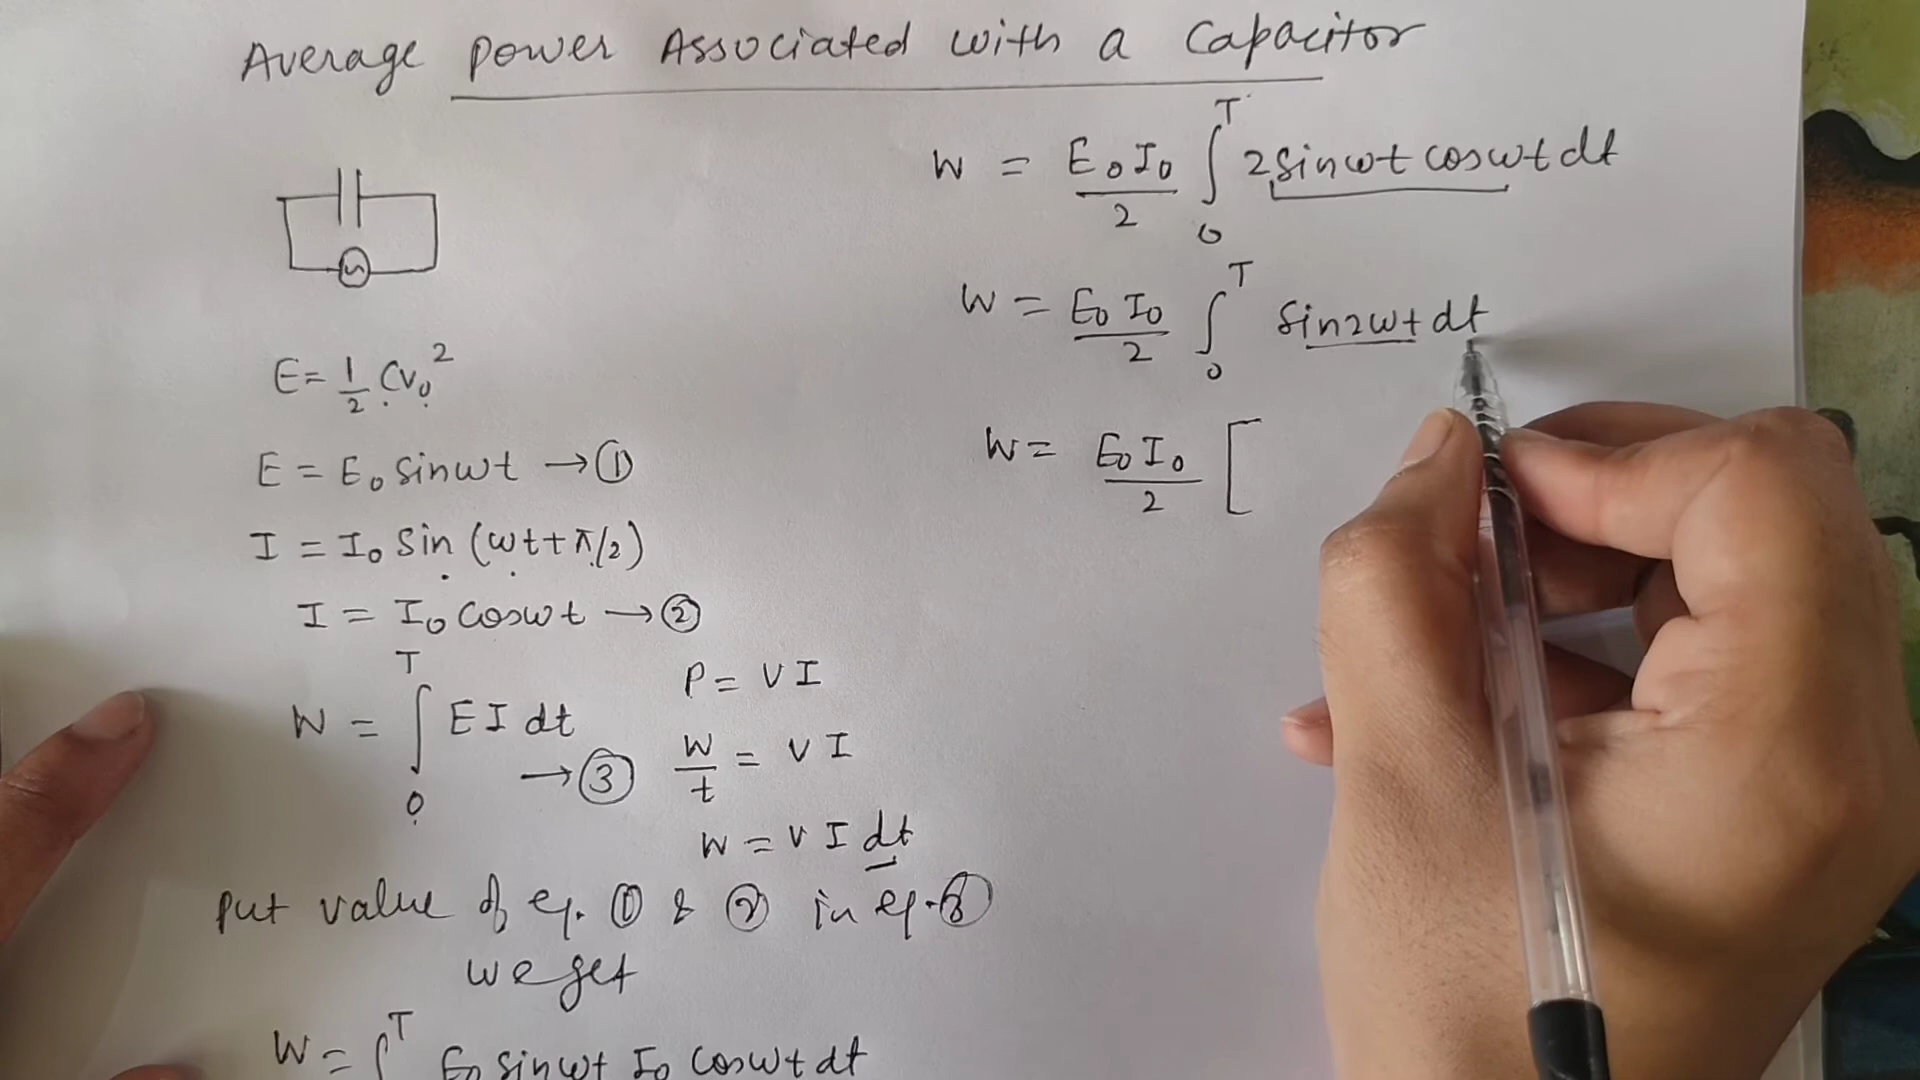 Average power Associated with a Capacitor
E = 1/2 CV₀²
E = E₀ sinωt → ①
I = I₀ sin (ωt + π/2)
I = I₀ cosωt → ②
W = ∫₀ᵀ EI dt → ③
P = VI
W/t = VI
W = VI dt
put value of eq. ① & ② in eq. ③
we get
W = ∫ᵀ E₀ sinωt I₀ cosωt dt
W = E₀I₀/2 ∫₀ᵀ 2sinωt cosωt dt
W = E₀I₀/2 ∫₀ᵀ sin2ωt dt
W = E₀I₀/2 [